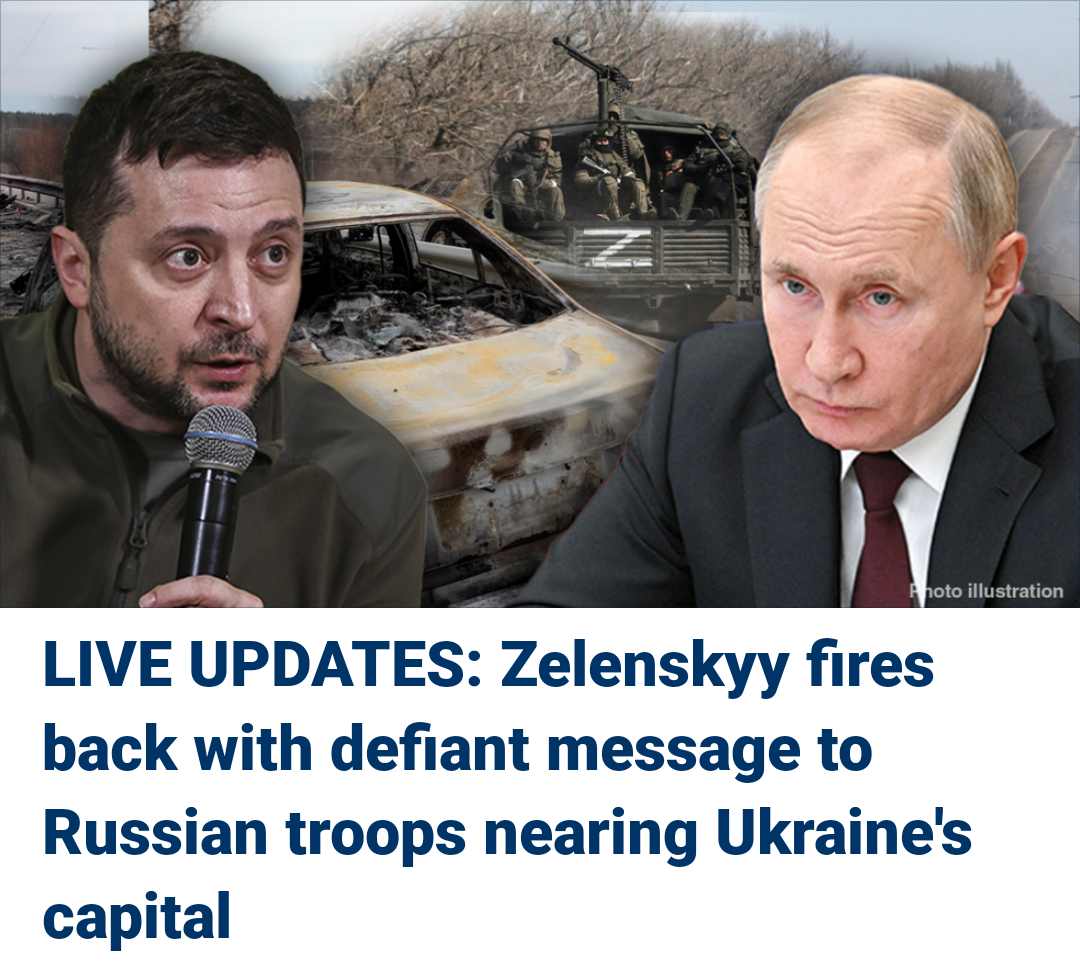 Z
Photo illustration
LIVE UPDATES: Zelenskyy fires
back with defiant message to
Russian troops nearing Ukraine's
capital